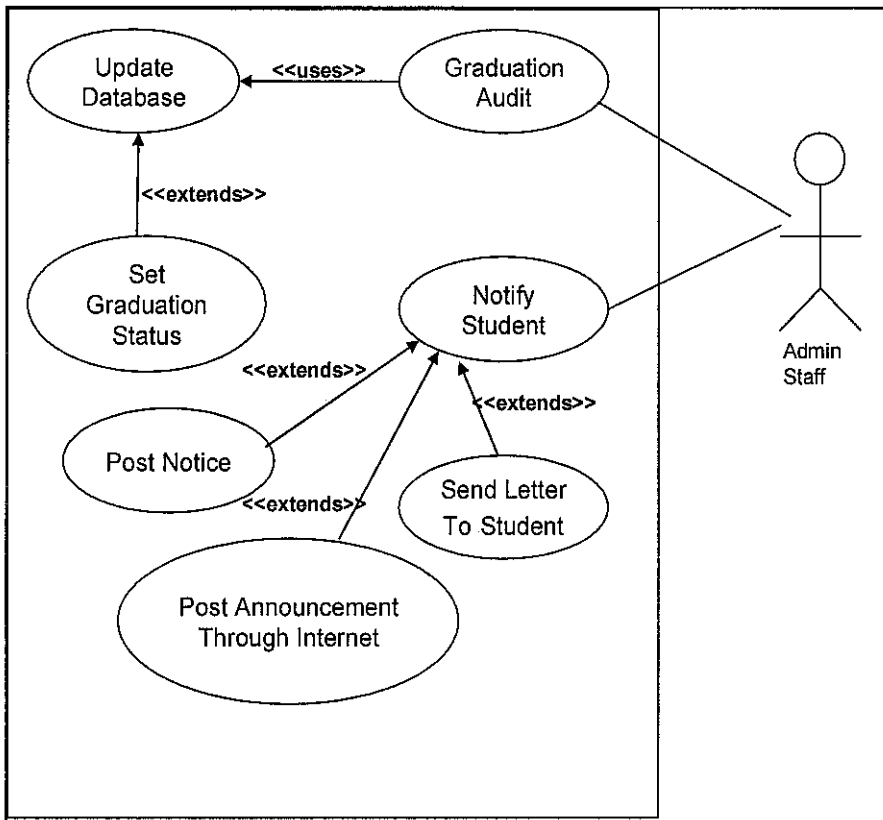 Update
Database
<<uses>>
Graduation
Audit
<<extends>>
Set
Graduation
Status
Notify
Student
Admin
Staff
<<extends>>
<<extends>>
Post Notice
<<extends>>
Send Letter
To Student
Post Announcement
Through Internet